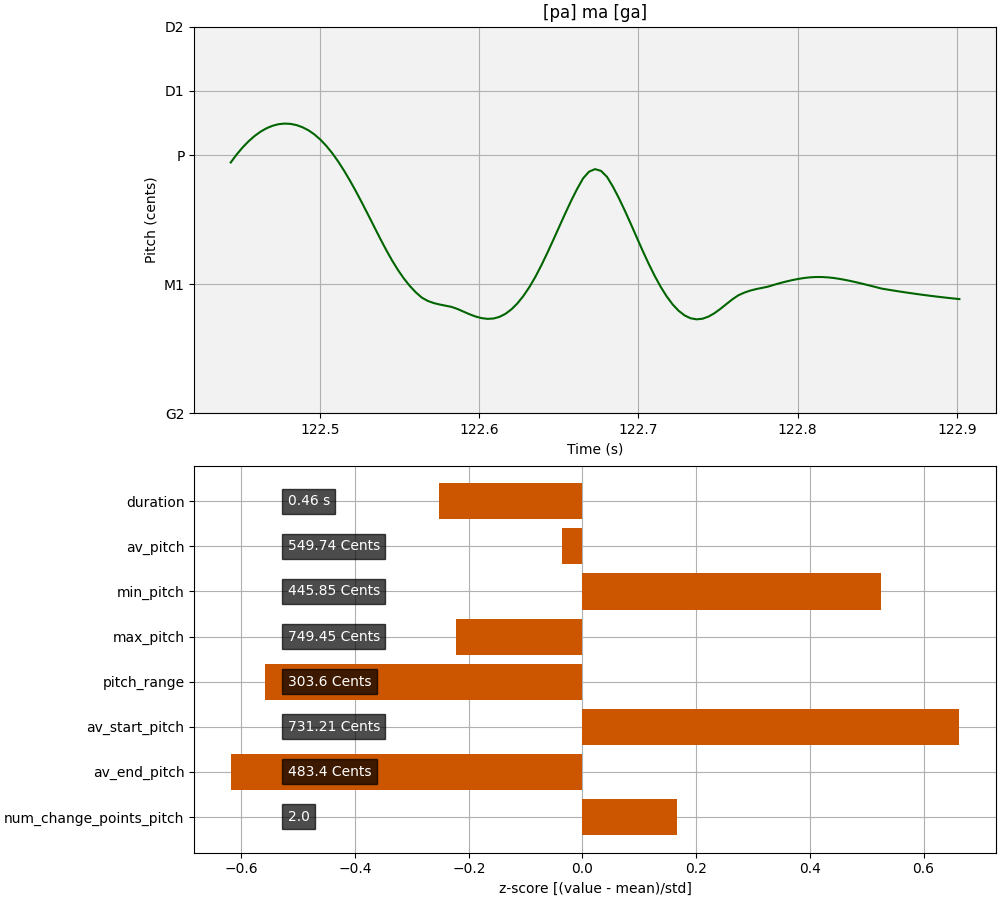 [pa] ma [ga]
D2
D1
P
M1
G2
Pitch (cents)
122.5 122.6 122.7 122.8 122.9
Time (s)
duration 0.46 s
av_pitch 549.74 Cents
min_pitch 445.85 Cents
max_pitch 749.45 Cents
pitch_range 303.6 Cents
av_start_pitch 731.21 Cents
av_end_pitch 483.4 Cents
num_change_points_pitch 2.0
−0.6 −0.4 −0.2 0.0 0.2 0.4 0.6
z-score [(value - mean)/std]